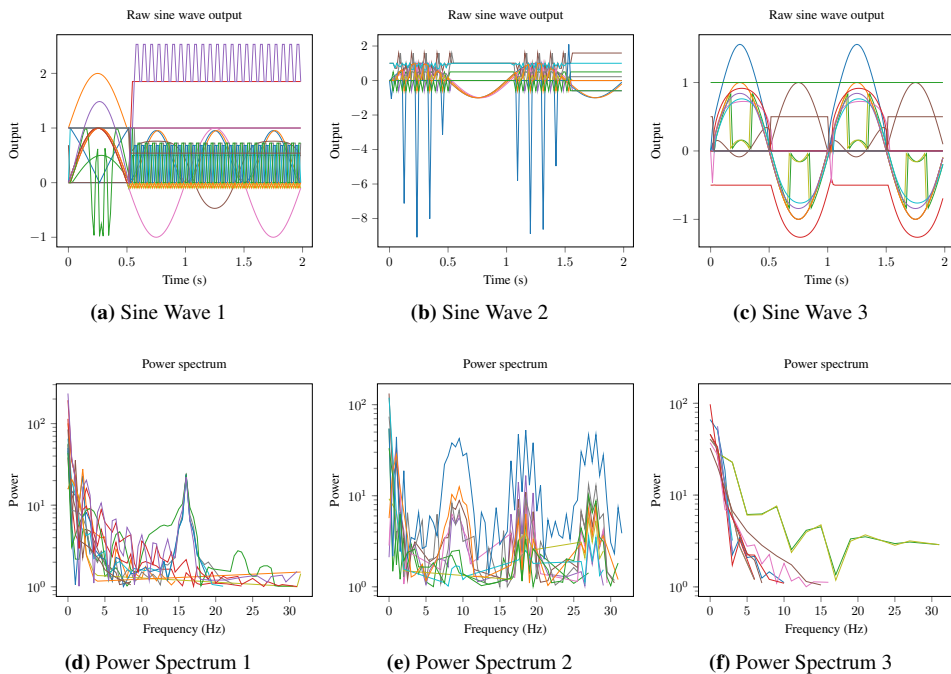 Raw sine wave output
Raw sine wave output
Raw sine wave output
Output
2
1
0
−1
0
0.5
1
1.5
2
Time (s)
Output
2
0
−2
−4
−6
−8
0
0.5
1
1.5
2
Time (s)
Output
1
0
−1
0
0.5
1
1.5
2
Time (s)
(a) Sine Wave 1
(b) Sine Wave 2
(c) Sine Wave 3
Power spectrum
Power spectrum
Power spectrum
Power
10²
10¹
10⁰
0
5
10
15
20
25
30
Frequency (Hz)
Power
10²
10¹
10⁰
0
5
10
15
20
25
30
Frequency (Hz)
Power
10²
10¹
10⁰
0
5
10
15
20
25
30
Frequency (Hz)
(d) Power Spectrum 1
(e) Power Spectrum 2
(f) Power Spectrum 3